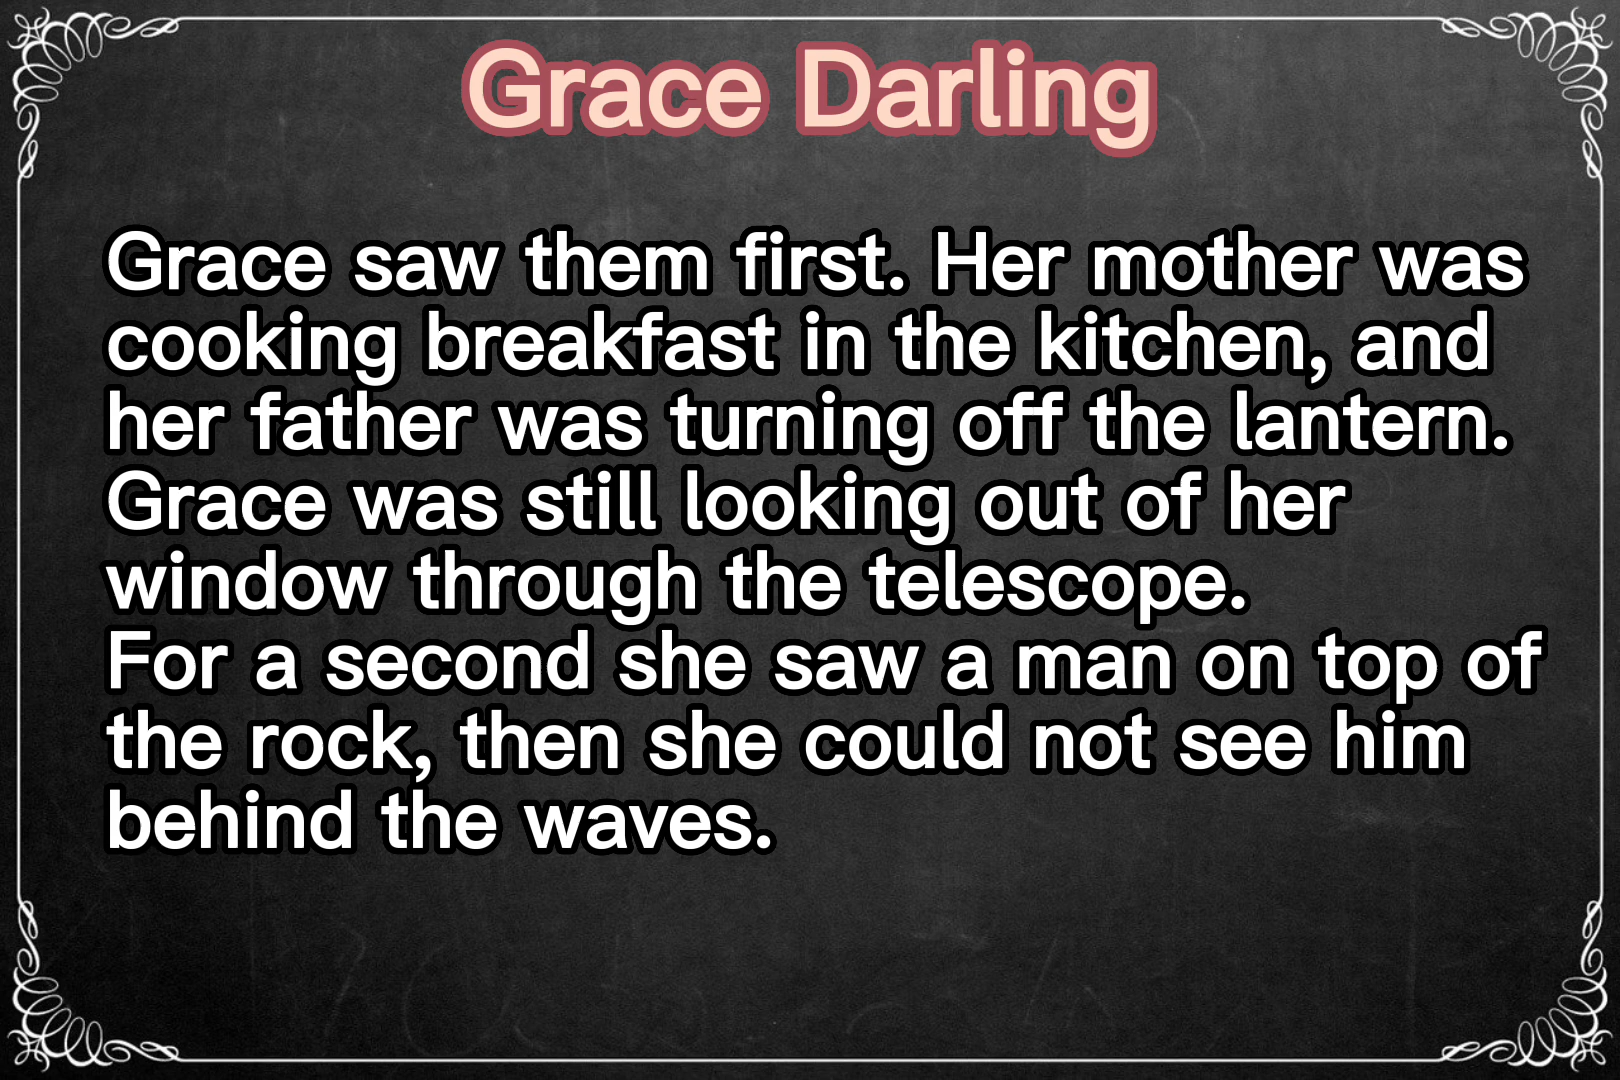 Grace Darling
Grace saw them first. Her mother was
cooking breakfast in the kitchen, and
her father was turning off the lantern.
Grace was still looking out of her
window through the telescope.
For a second she saw a man on top of
the rock, then she could not see him
behind the waves.